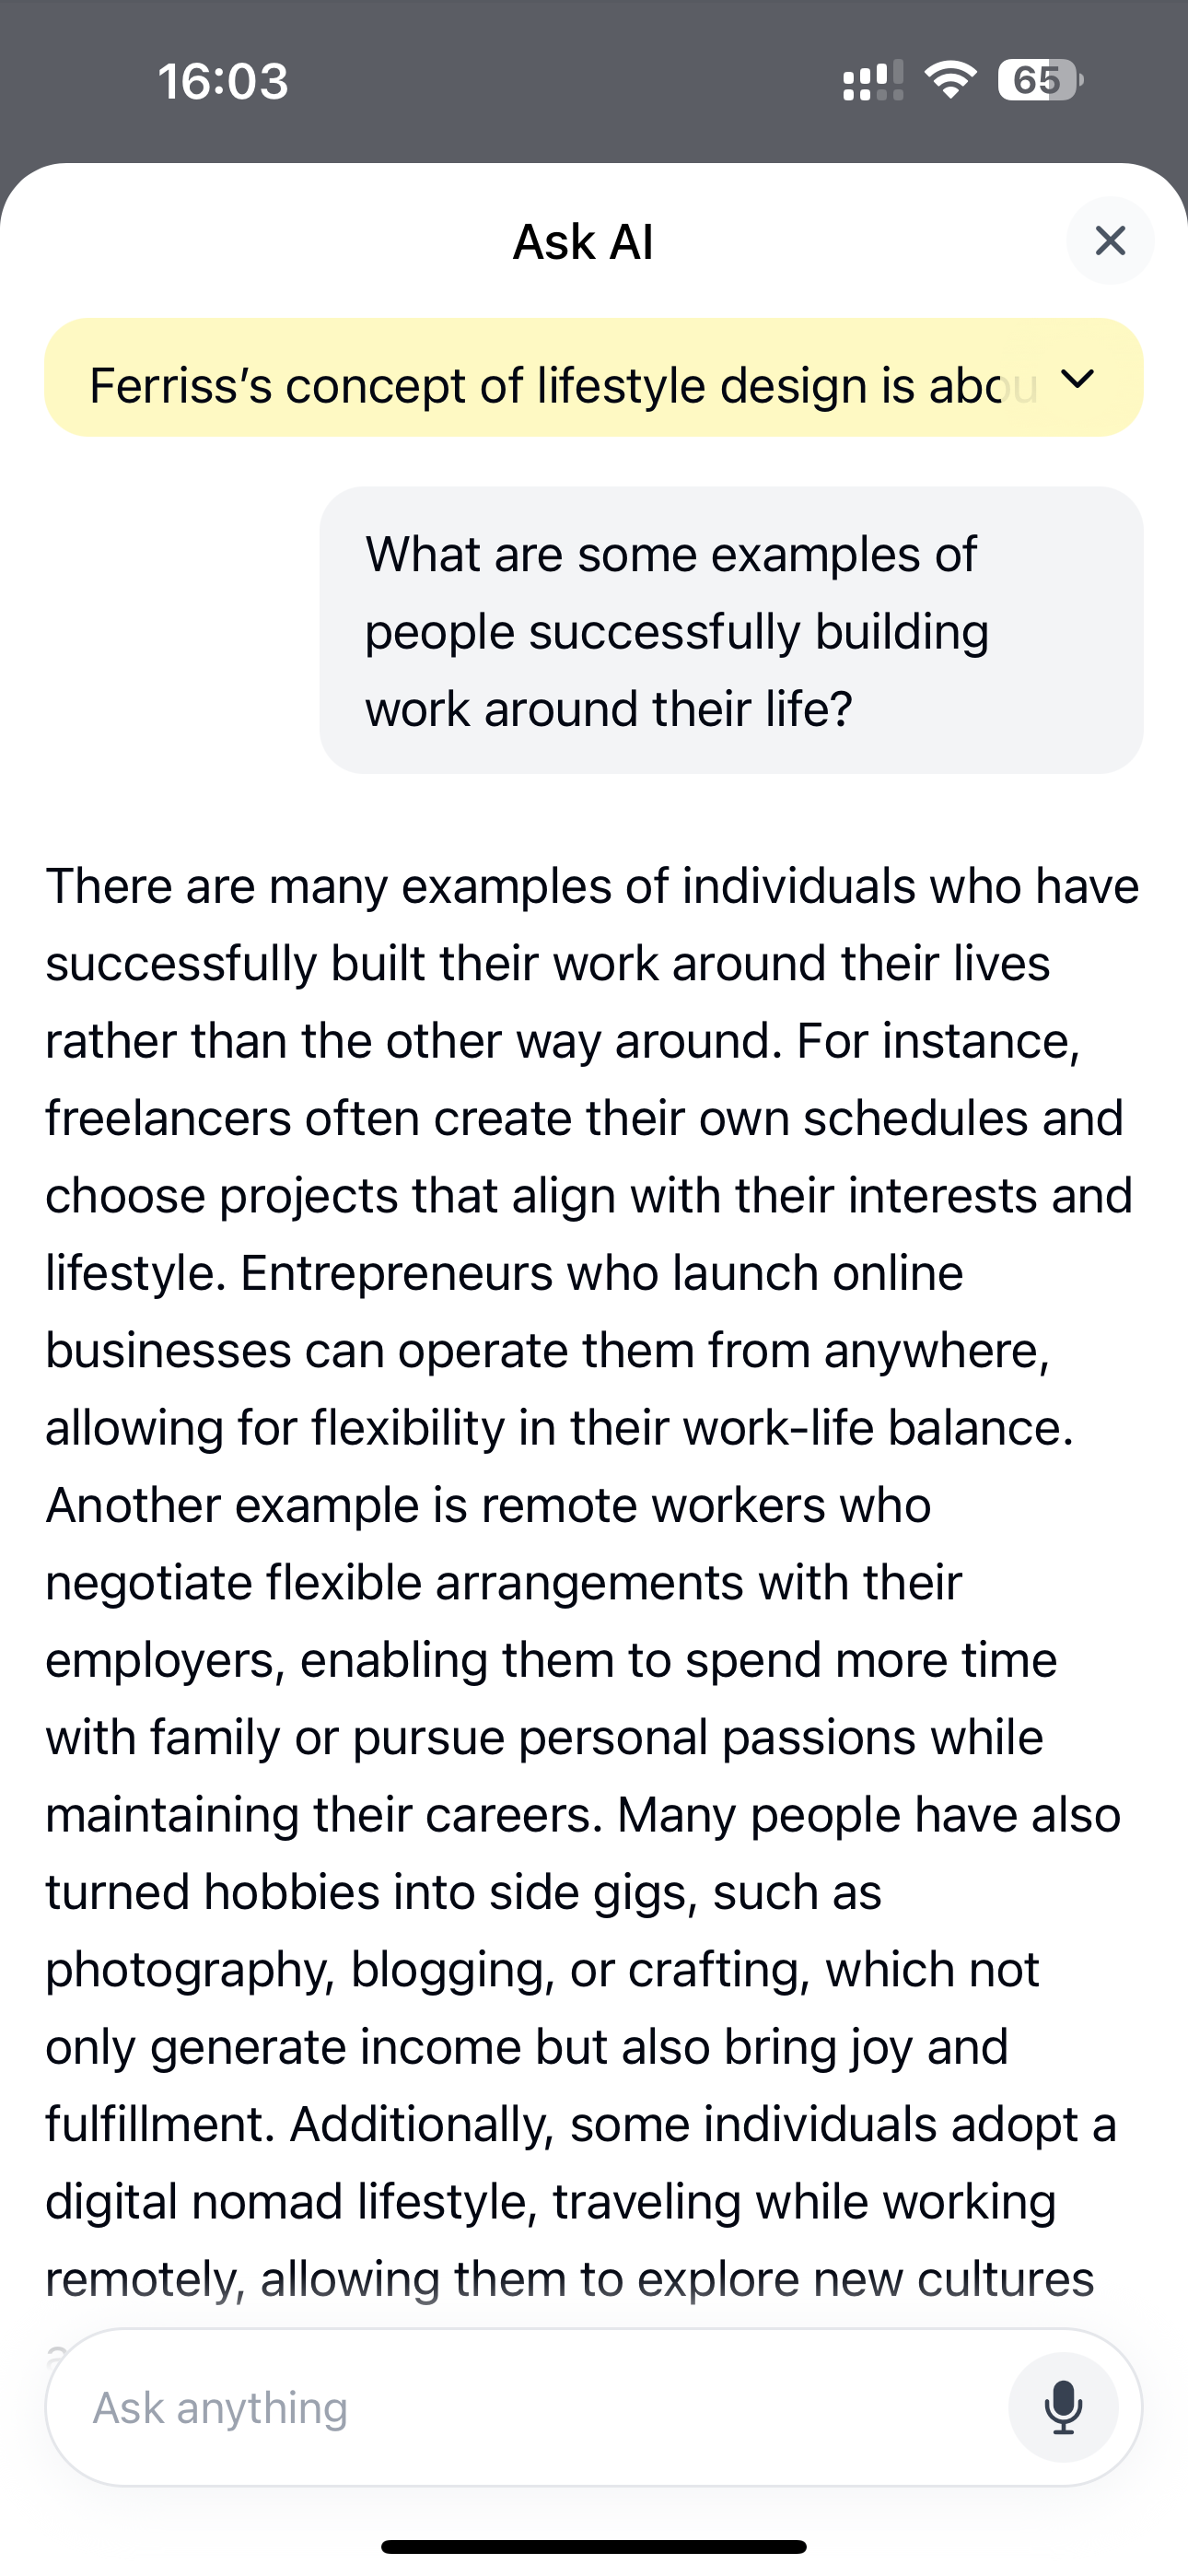 16:03
65
Ask AI
Ferriss’s concept of lifestyle design is abou
What are some examples of
people successfully building
work around their life?
There are many examples of individuals who have
successfully built their work around their lives
rather than the other way around. For instance,
freelancers often create their own schedules and
choose projects that align with their interests and
lifestyle. Entrepreneurs who launch online
businesses can operate them from anywhere,
allowing for flexibility in their work-life balance.
Another example is remote workers who
negotiate flexible arrangements with their
employers, enabling them to spend more time
with family or pursue personal passions while
maintaining their careers. Many people have also
turned hobbies into side gigs, such as
photography, blogging, or crafting, which not
only generate income but also bring joy and
fulfillment. Additionally, some individuals adopt a
digital nomad lifestyle, traveling while working
remotely, allowing them to explore new cultures
Ask anything